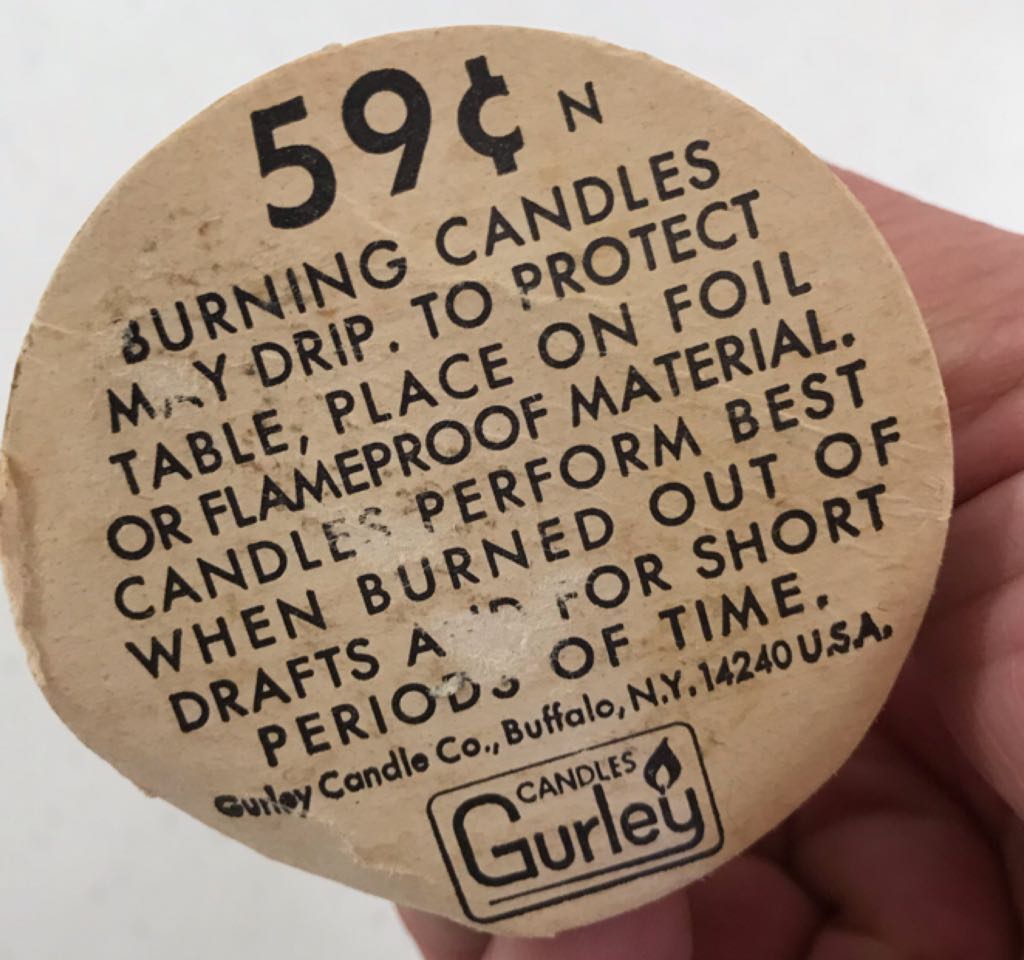 59¢ N
BURNING CANDLES
MAY DRIP. TO PROTECT
TABLE, PLACE ON FOIL
OR FLAMEPROOF MATERIAL.
CANDLES PERFORM BEST
WHEN BURNED OUT OF
DRAFTS AND FOR SHORT
PERIODS OF TIME.
Gurley Candle Co., Buffalo, N.Y. 14240 U.S.A.
CANDLES
Gurley